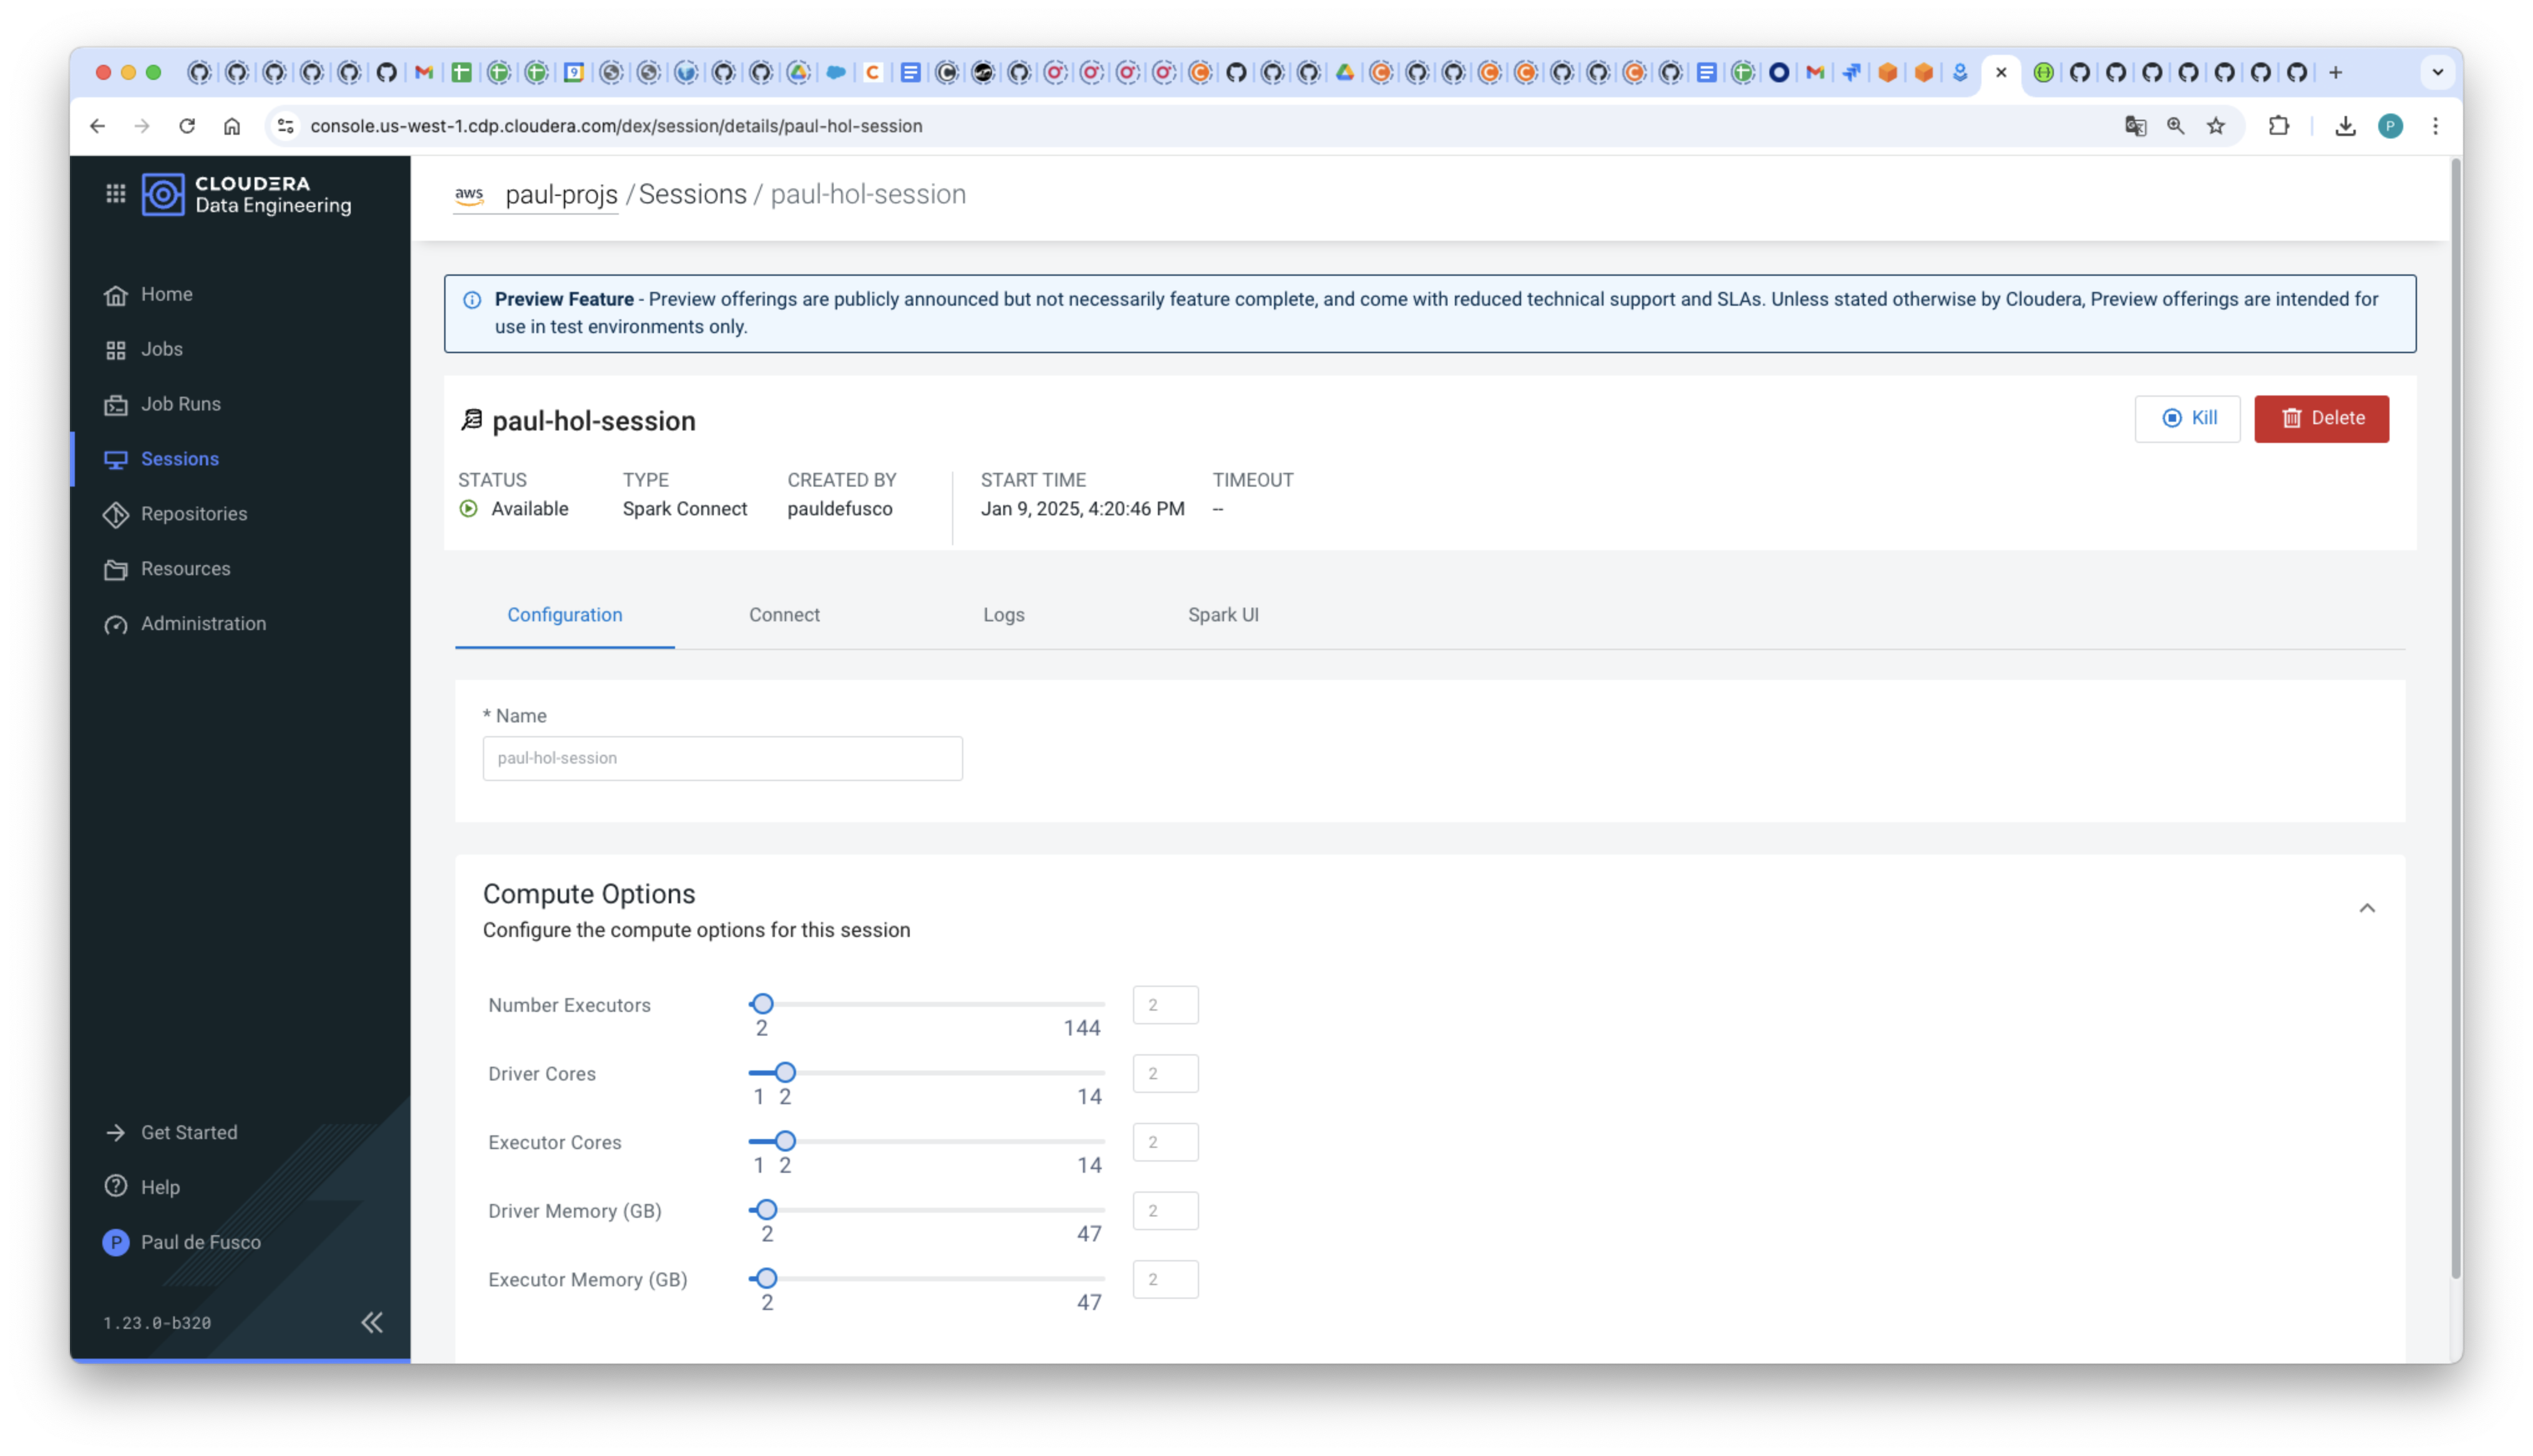 console.us-west-1.cdp.cloudera.com/dex/session/details/paul-hol-session
P
CLOUDERA
Data Engineering
aws paul-projs / Sessions / paul-hol-session
Home
Jobs
Job Runs
Sessions
Repositories
Resources
Administration
Get Started
Help
P Paul de Fusco
1.23.0-b320
Preview Feature - Preview offerings are publicly announced but not necessarily feature complete, and come with reduced technical support and SLAs. Unless stated otherwise by Cloudera, Preview offerings are intended for
use in test environments only.
paul-hol-session
Kill
Delete
STATUS TYPE CREATED BY START TIME TIMEOUT
Available Spark Connect pauldefusco Jan 9, 2025, 4:20:46 PM --
Configuration Connect Logs Spark UI
* Name
paul-hol-session
Compute Options
Configure the compute options for this session
Number Executors 2
2 144
Driver Cores 2
1 2 14
Executor Cores 2
1 2 14
Driver Memory (GB) 2
2 47
Executor Memory (GB) 2
2 47